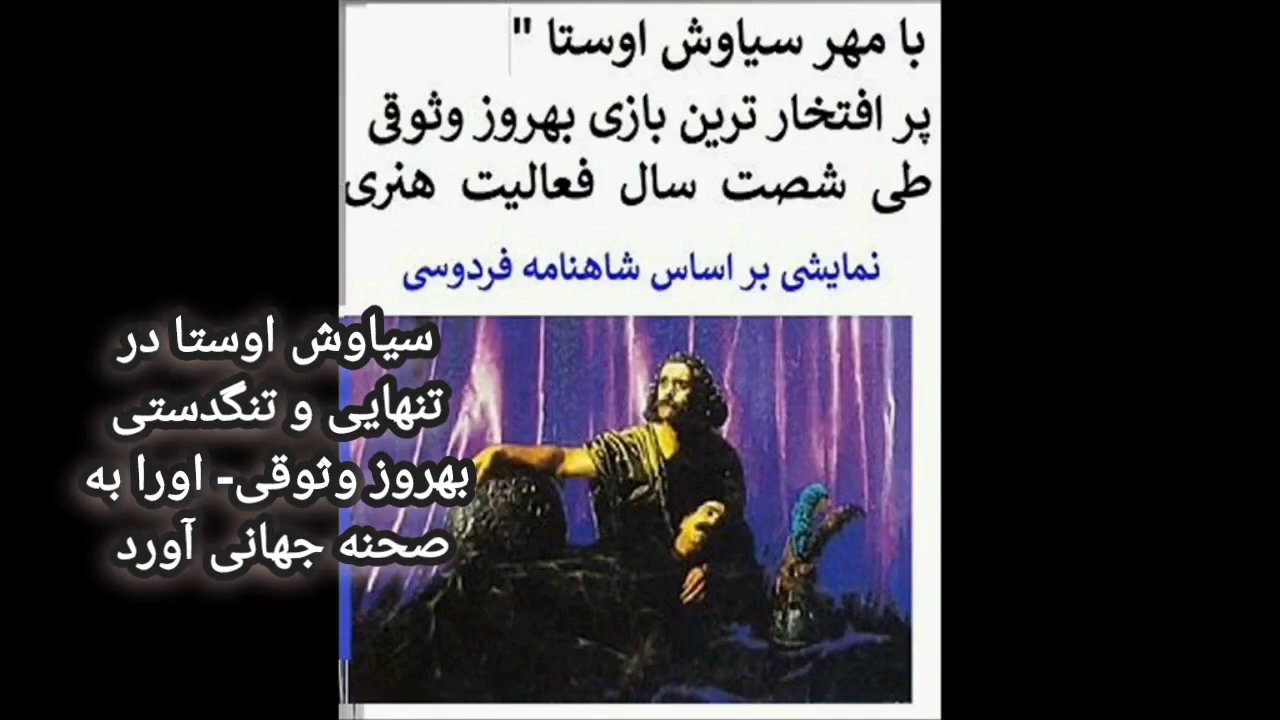 با مهر سیاوش اوستا "
پر افتخار ترین بازی بهروز وثوقی
طی شصت سال فعالیت هنری
نمایشی بر اساس شاهنامه فردوسی
سیاوش اوستا در
تنهایی و تنگدستی
بهروز وثوقی- اورا به
صحنه جهانی آورد